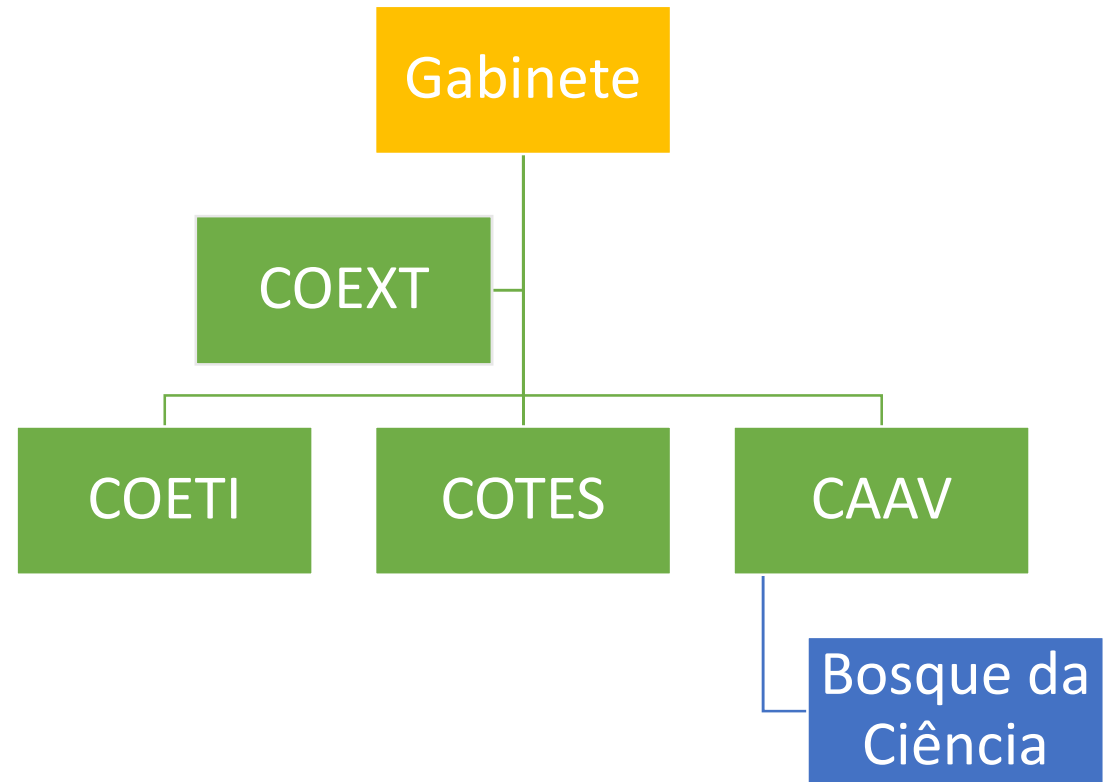 Gabinete
COEXT
COETI
COTES
CAAV
Bosque da
Ciência